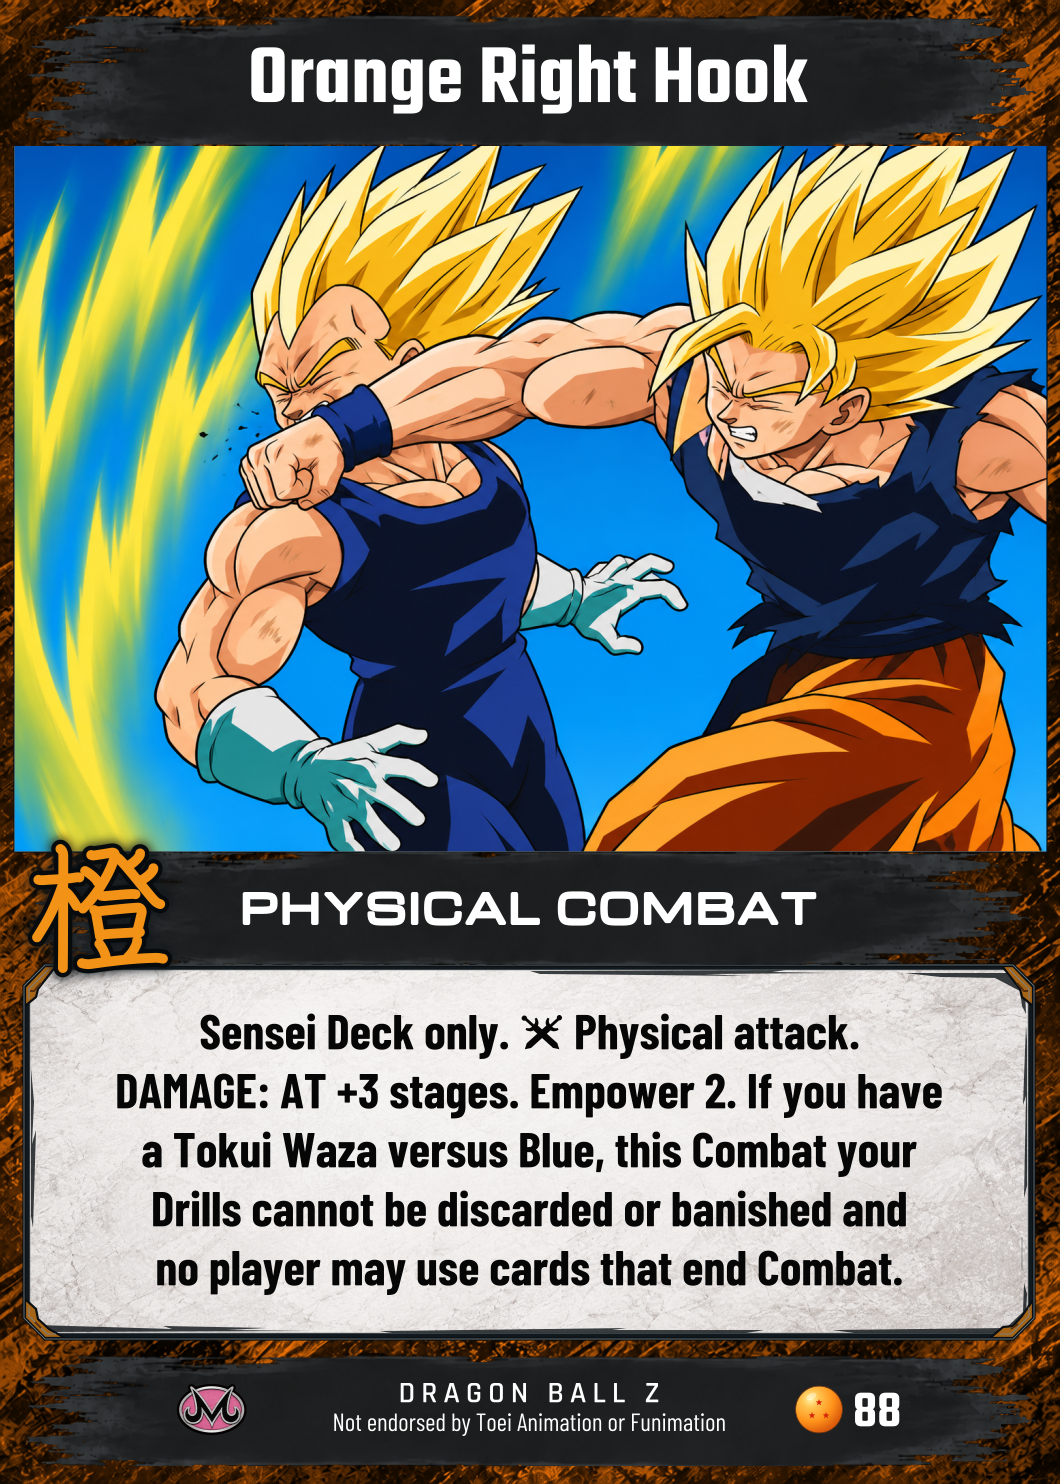 Orange Right Hook
橙
PHYSICAL COMBAT
Sensei Deck only. Physical attack.
DAMAGE: AT +3 stages. Empower 2. If you have
a Tokui Waza versus Blue, this Combat your
Drills cannot be discarded or banished and
no player may use cards that end Combat.
DRAGON BALL Z
Not endorsed by Toei Animation or Funimation
88